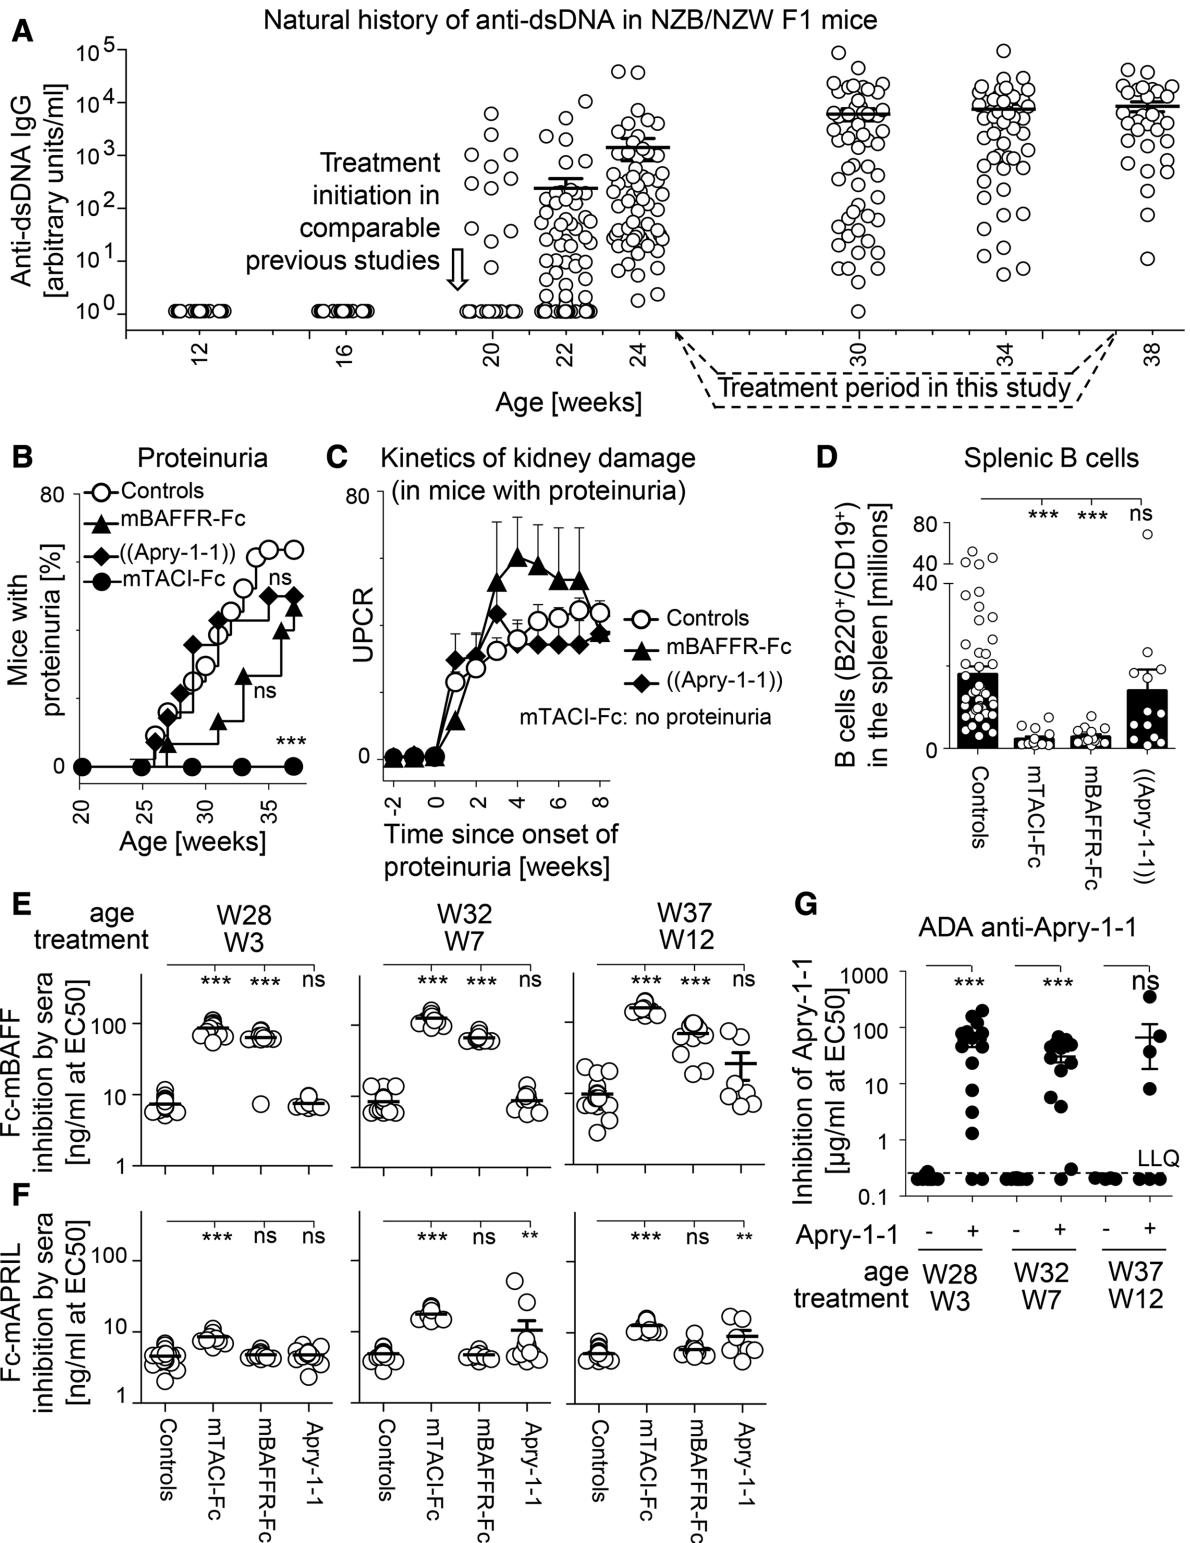 A
Natural history of anti-dsDNA in NZB/NZW F1 mice
Anti-dsDNA IgG
[arbitrary units/ml]
10^5
10^4
10^3
10^2
10^1
10^0
Treatment
initiation in
comparable
previous studies
12
16
20
22
24
30
34
38
Treatment period in this study
Age [weeks]
B
Proteinuria
Mice with
proteinuria [%]
80
0
Controls
mBAFFR-Fc
((Apry-1-1))
mTACI-Fc
ns
ns
***
20
25
30
35
Age [weeks]
C
Kinetics of kidney damage
(in mice with proteinuria)
UPCR
80
0
Controls
mBAFFR-Fc
((Apry-1-1))
mTACI-Fc: no proteinuria
-2
0
2
4
6
8
Time since onset of
proteinuria [weeks]
D
Splenic B cells
B cells (B220⁺/CD19⁺)
in the spleen [millions]
80
40
40
0
***
***
ns
Controls
mTACI-Fc
mBAFFR-Fc
((Apry-1-1))
E
age
treatment
W28
W3
W32
W7
W37
W12
Fc-mBAFF
inhibition by sera
[ng/ml at EC50]
100
10
1
*** *** ns
*** *** ns
*** *** ns
F
Fc-mAPRIL
inhibition by sera
[ng/ml at EC50]
100
10
1
*** ns ns
*** ns **
*** ns **
Controls
mTACI-Fc
mBAFFR-Fc
Apry-1-1
Controls
mTACI-Fc
mBAFFR-Fc
Apry-1-1
Controls
mTACI-Fc
mBAFFR-Fc
Apry-1-1
G
ADA anti-Apry-1-1
Inhibition of Apry-1-1
[µg/ml at EC50]
1000
100
10
1
0.1
*** *** ns
LLQ
Apry-1-1 - + - + - +
age W28 W32 W37
treatment W3 W7 W12